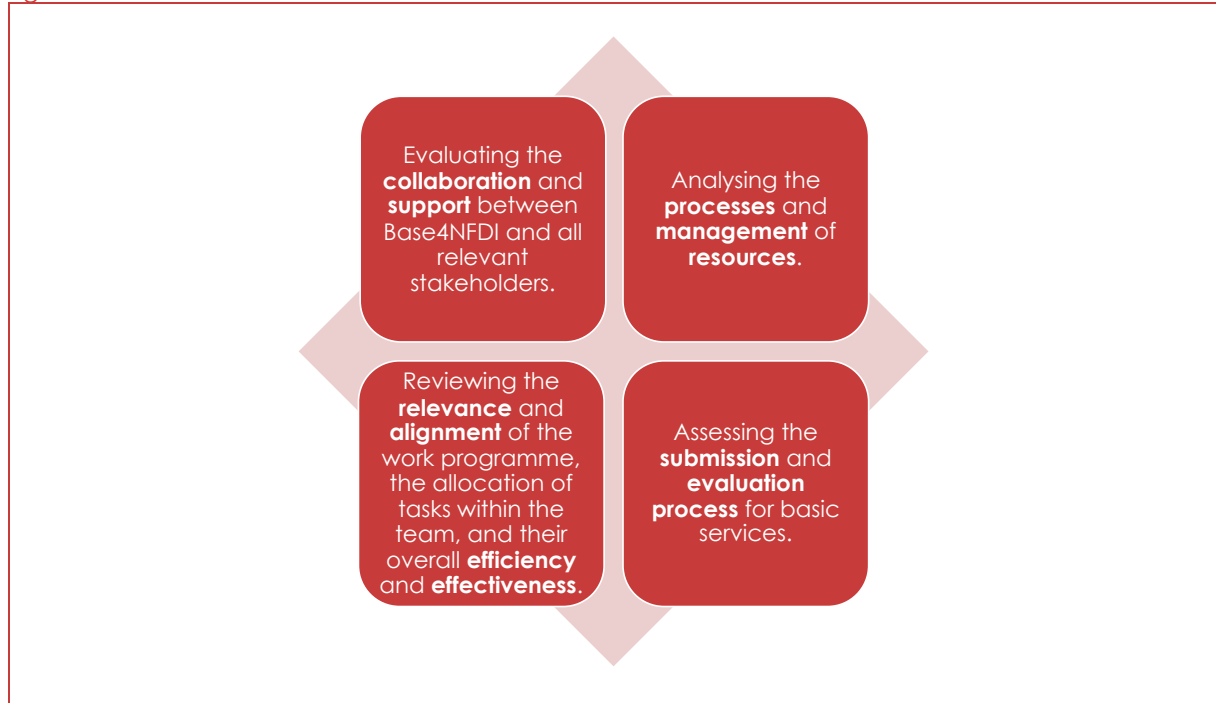 Evaluating the
collaboration and
support between
Base4NFDI and all
relevant
stakeholders.
Analysing the
processes and
management of
resources.
Reviewing the
relevance and
alignment of the
work programme,
the allocation of
tasks within the
team, and their
overall efficiency
and effectiveness.
Assessing the
submission and
evaluation
process for basic
services.